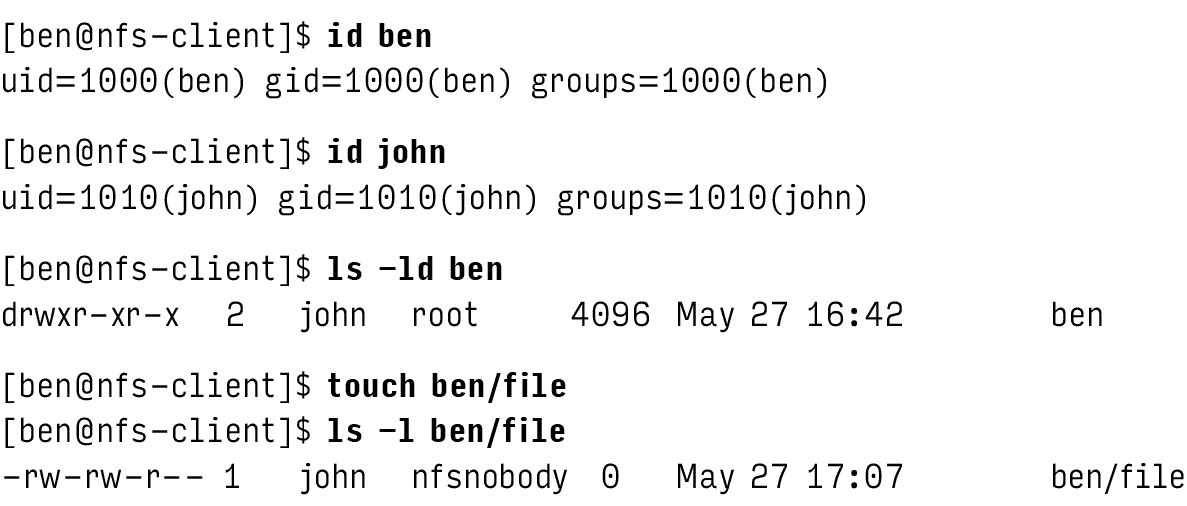 [ben@nfs-client]$ id ben
uid=1000(ben) gid=1000(ben) groups=1000(ben)
[ben@nfs-client]$ id john
uid=1010(john) gid=1010(john) groups=1010(john)
[ben@nfs-client]$ ls -ld ben
drwxr-xr-x 2 john root 4096 May 27 16:42 ben
[ben@nfs-client]$ touch ben/file
[ben@nfs-client]$ ls -l ben/file
-rw-rw-r-- 1 john nfsnobody 0 May 27 17:07 ben/file